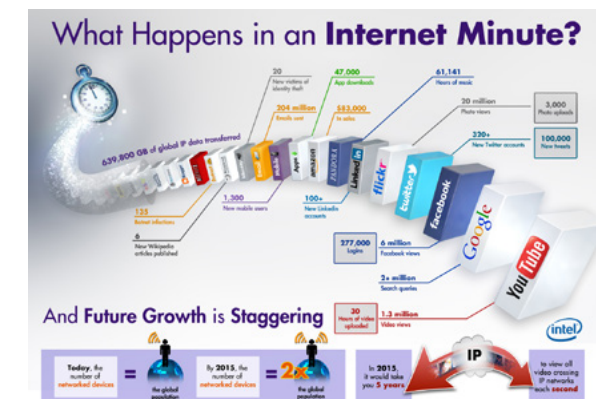 What Happens in an Internet Minute?
20
New victims of
identity theft
47,000
App downloads
61,141
Hours of music
204 million
Emails sent
$83,000
In sales
20 million
Photo views
3,000
Photo uploads
320+
New Twitter accounts
100,000
New tweets
639,800 GB of global IP data transferred
135
Botnet infections
6
New Wikipedia
articles published
1,300
New mobile users
100+
New LinkedIn
accounts
277,000
Logins
6 million
Facebook views
2+ million
Search queries
30
Hours of video
uploaded
1.3 million
Video views
Apple
PANDORA
Linked in
flickr
twitter
facebook
Google
YouTube
And Future Growth is Staggering
(intel)
Today, the
number of
networked devices
=
the global
population
By 2015, the
number of
networked devices
=
2x
the global
population
In 2015,
it would take
you 5 years
IP
to view all
video crossing
IP networks
each second